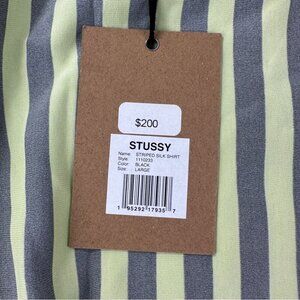 $200
STUSSY
Name: STRIPED SILK SHIRT
Style: 1110233
Color: BLACK
Size: LARGE
1 95292 17935 7